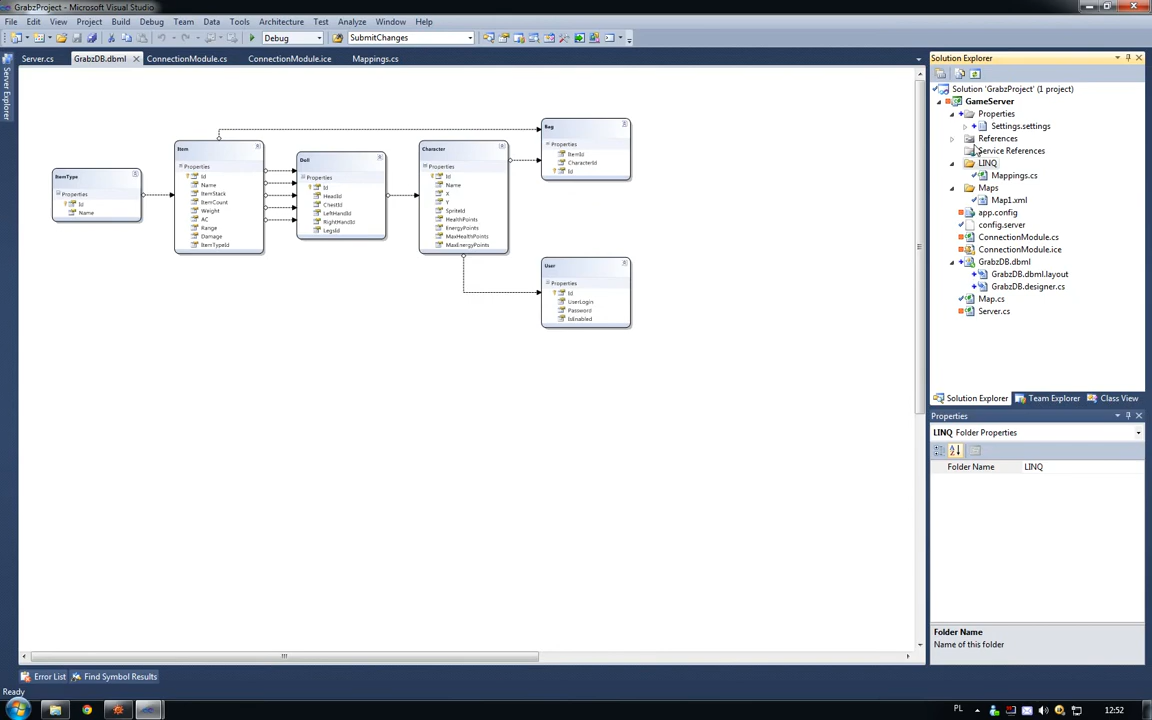 GrabzProject - Microsoft Visual Studio
File Edit View Project Build Debug Team Data Tools Architecture Test Analyze Window Help
Debug SubmitChanges
Server.cs GrabzDB.dbml ConnectionModule.cs ConnectionModule.ice Mappings.cs
Server Explorer
ItemType
Properties
Id
Name
Item
Properties
Id
Name
ItemStack
ItemCount
Weight
AC
Range
Damage
ItemTypeId
Doll
Properties
Id
HeadId
ChestId
LeftHandId
RightHandId
LegsId
Character
Properties
Id
Name
X
Y
SpriteId
HealthPoints
EnergyPoints
MaxHealthPoints
MaxEnergyPoints
Bag
Properties
ItemId
CharacterId
Id
User
Properties
Id
UserLogin
Password
IsEnabled
Solution Explorer
Solution 'GrabzProject' (1 project)
GameServer
Properties
Settings.settings
References
Service References
LINQ
Mappings.cs
Maps
Map1.xml
app.config
config.server
ConnectionModule.cs
ConnectionModule.ice
GrabzDB.dbml
GrabzDB.dbml.layout
GrabzDB.designer.cs
Map.cs
Server.cs
Solution Explorer Team Explorer Class View
Properties
LINQ Folder Properties
Folder Name LINQ
Folder Name
Name of this folder
Error List Find Symbol Results
Ready
PL 12:52